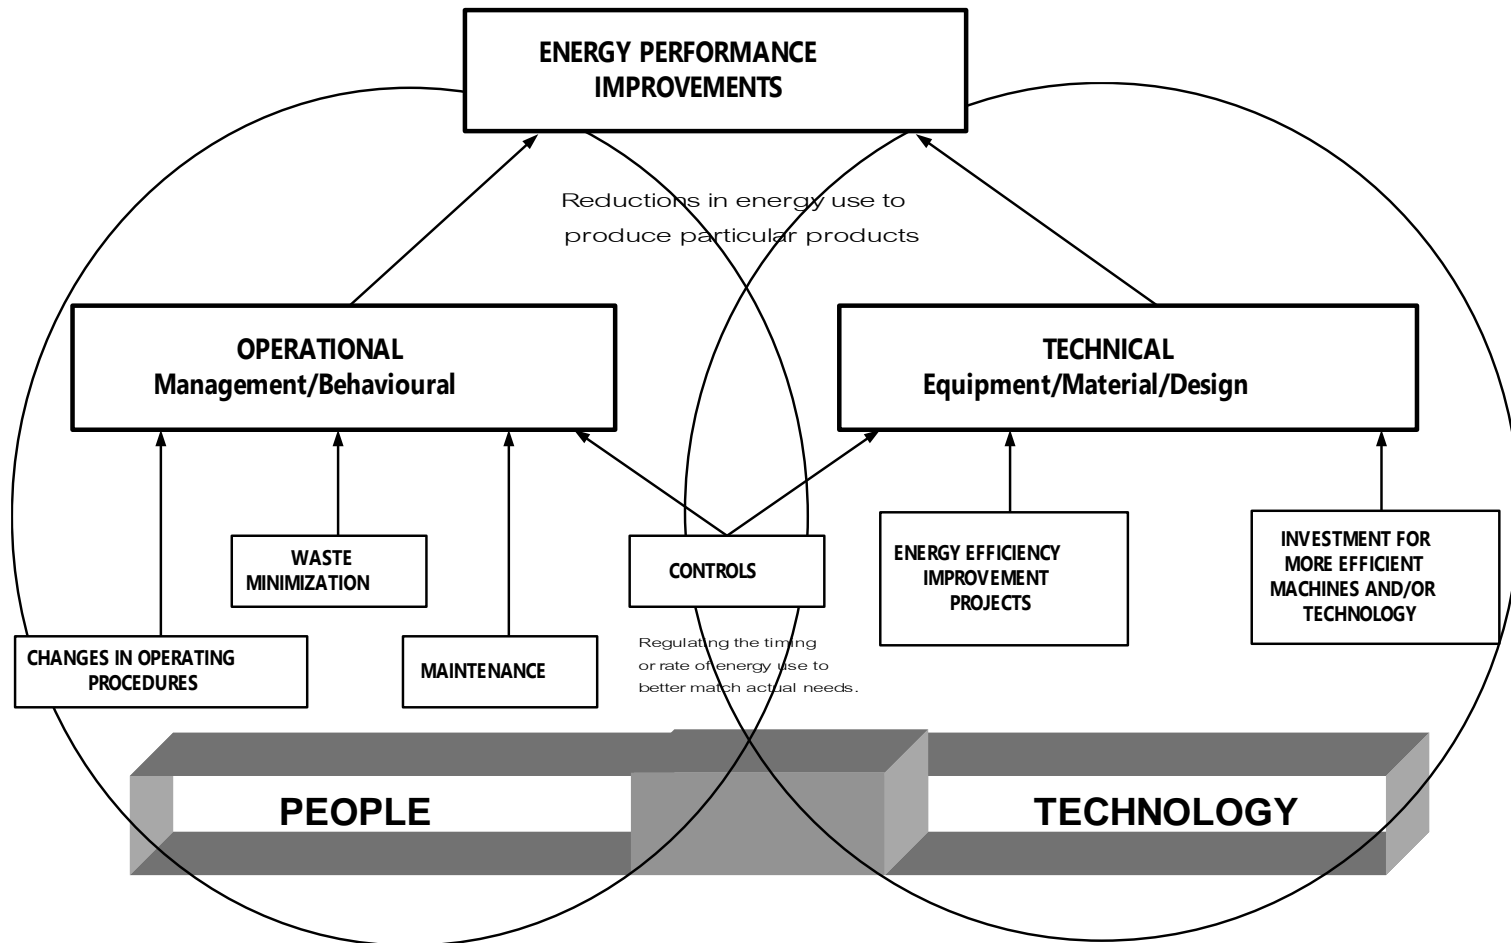 ENERGY PERFORMANCE
IMPROVEMENTS
Reductions in energy use to
produce particular products
OPERATIONAL
Management/Behavioural
TECHNICAL
Equipment/Material/Design
WASTE
MINIMIZATION
CONTROLS
ENERGY EFFICIENCY
IMPROVEMENT
PROJECTS
INVESTMENT FOR
MORE EFFICIENT
MACHINES AND/OR
TECHNOLOGY
CHANGES IN OPERATING
PROCEDURES
MAINTENANCE
Regulating the timing
or rate of energy use to
better match actual needs.
PEOPLE
TECHNOLOGY